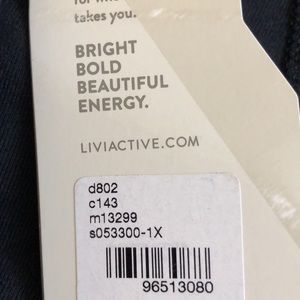 takes you.
BRIGHT
BOLD
BEAUTIFUL
ENERGY.
LIVIACTIVE.COM
d802
c143
m13299
s053300-1X
96513080